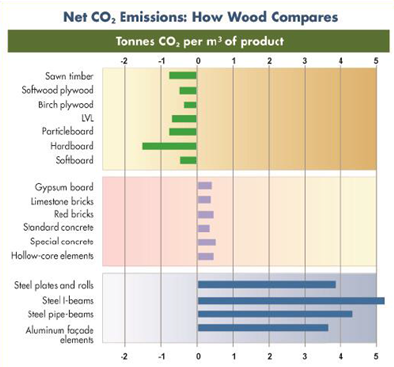 Net CO₂ Emissions: How Wood Compares
Tonnes CO₂ per m³ of product
-2 -1 0 1 2 3 4 5
Sawn timber
Softwood plywood
Birch plywood
LVL
Particleboard
Hardboard
Softboard
Gypsum board
Limestone bricks
Red bricks
Standard concrete
Special concrete
Hollow-core elements
Steel plates and rolls
Steel I-beams
Steel pipe-beams
Aluminum façade
elements
-2 -1 0 1 2 3 4 5